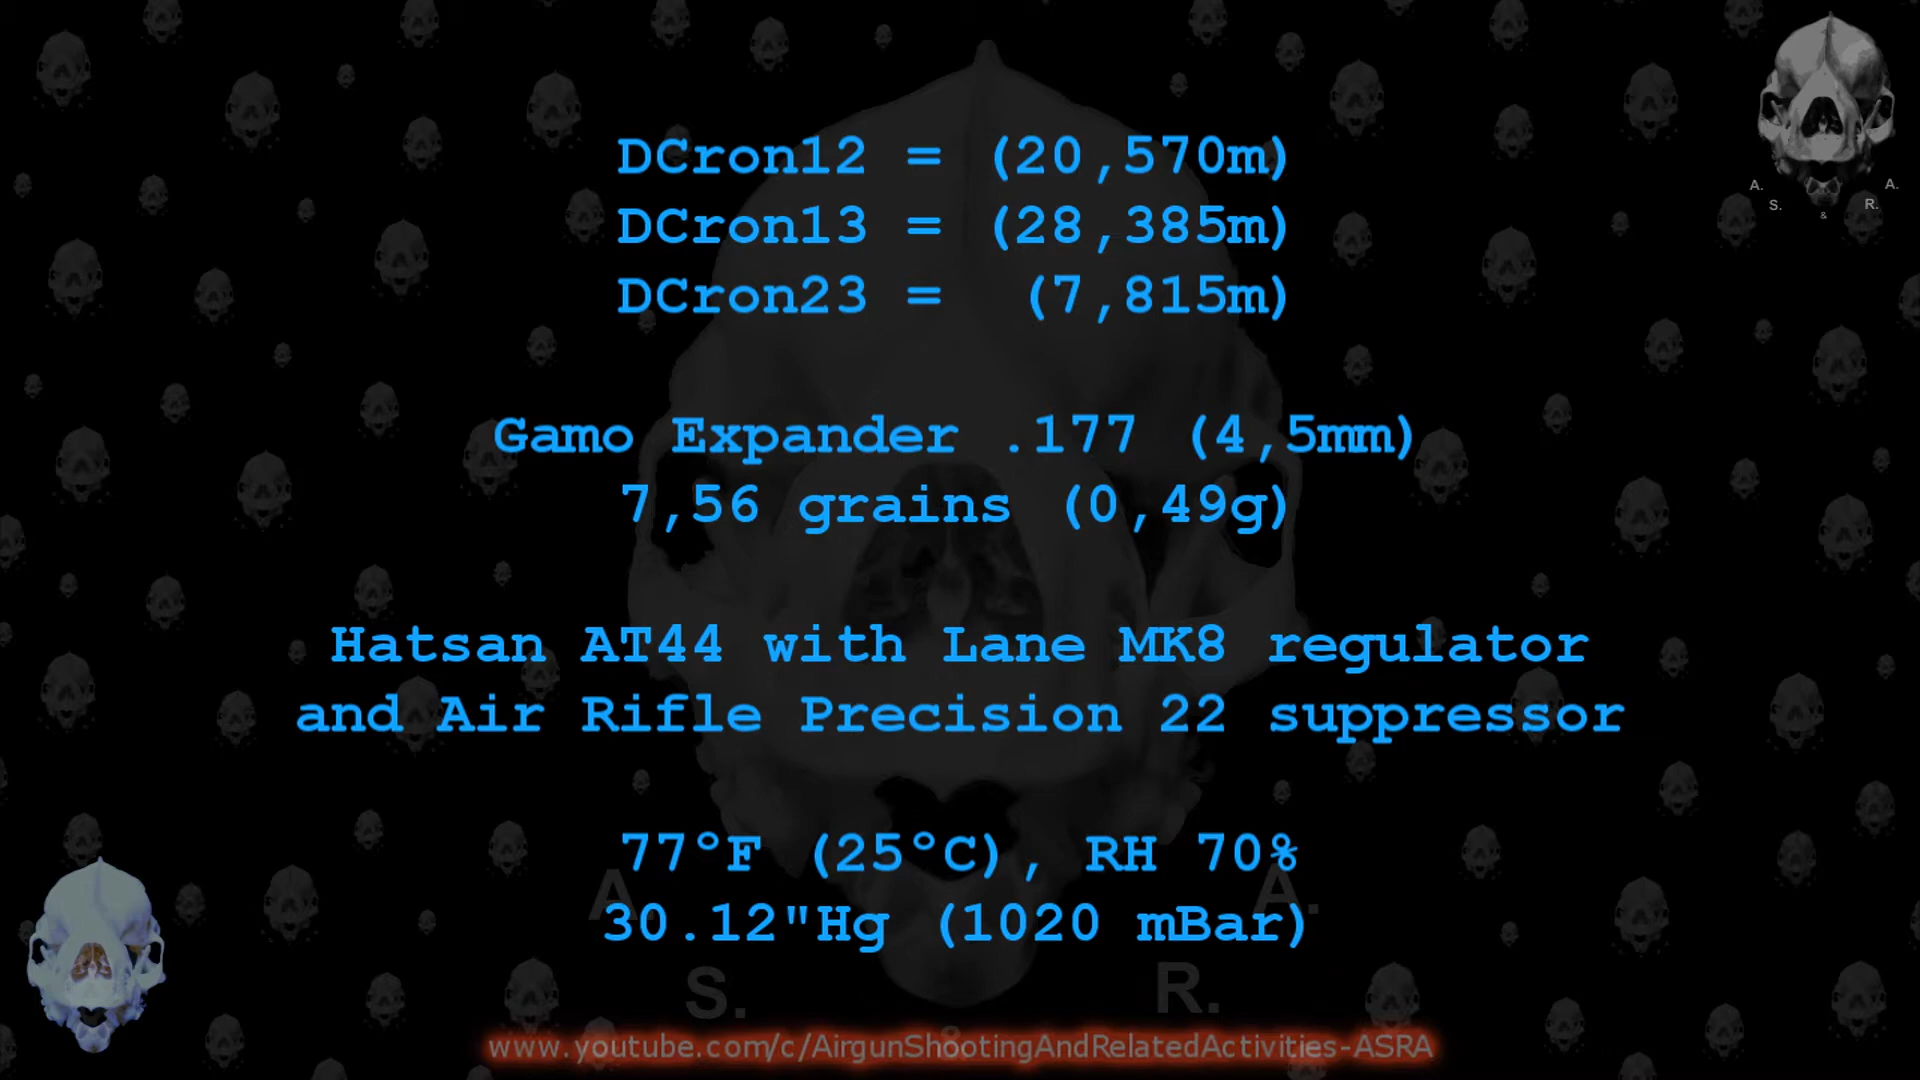 DCron12 = (20,570m)
DCron13 = (28,385m)
DCron23 = (7,815m)
Gamo Expander .177 (4,5mm)
7,56 grains (0,49g)
Hatsan AT44 with Lane MK8 regulator
and Air Rifle Precision 22 suppressor
77°F (25°C), RH 70%
30.12"Hg (1020 mBar)
A. A.
S. & R.
A. A.
S. R.
www.youtube.com/c/AirgunShootingAndRelatedActivities-ASRA